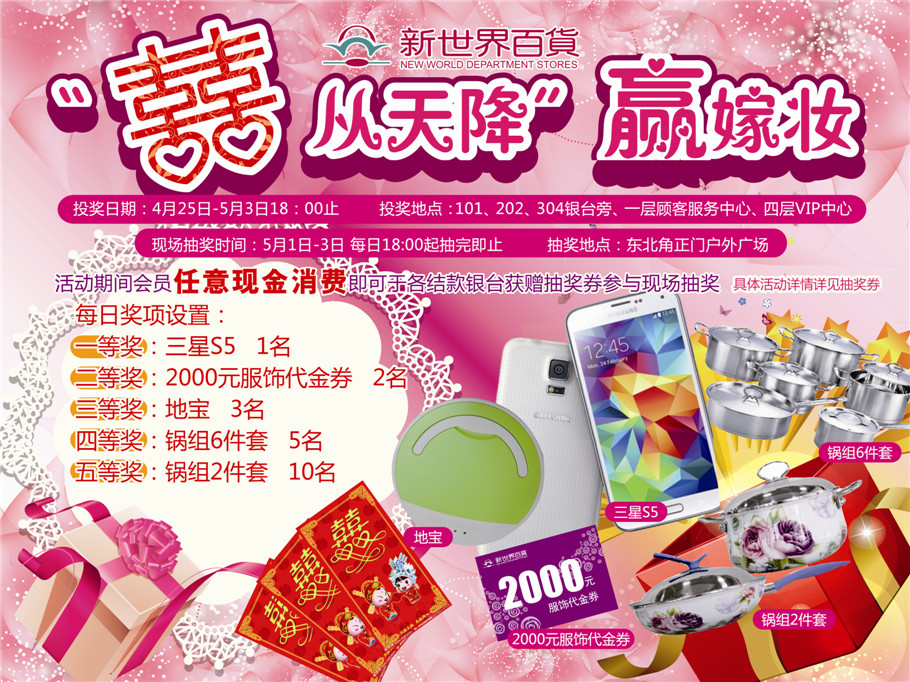 新世界百貨
NEW WORLD DEPARTMENT STORES
“囍从天降”赢嫁妆
投奖日期：4月25日-5月3日18：00止 投奖地点：101、202、304银台旁、一层顾客服务中心、四层VIP中心
现场抽奖时间：5月1日-3日 每日18:00起抽完即止 抽奖地点：东北角正门户外广场
活动期间会员任意现金消费即可于各结款银台获赠抽奖券参与现场抽奖 具体活动详情详见抽奖券
每日奖项设置：
一等奖：三星S5 1名
二等奖：2000元服饰代金券 2名
三等奖：地宝 3名
四等奖：锅组6件套 5名
五等奖：锅组2件套 10名
12:45
Mon, 24 February
SAMSUNG
锅组6件套
三星S5
地宝
囍
囍
囍
新世界百貨
2000元
服饰代金券
2000元服饰代金券
锅组2件套